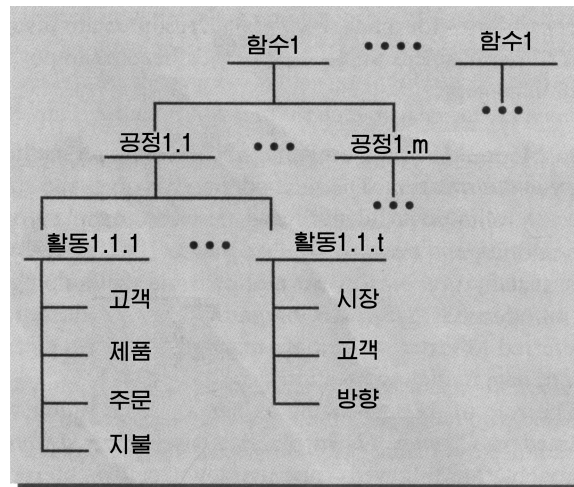 함수1 •••• 함수1
•••
공정1.1 ••• 공정1.m
•••
활동1.1.1 ••• 활동1.1.t
고객 시장
제품 고객
주문 방향
지불